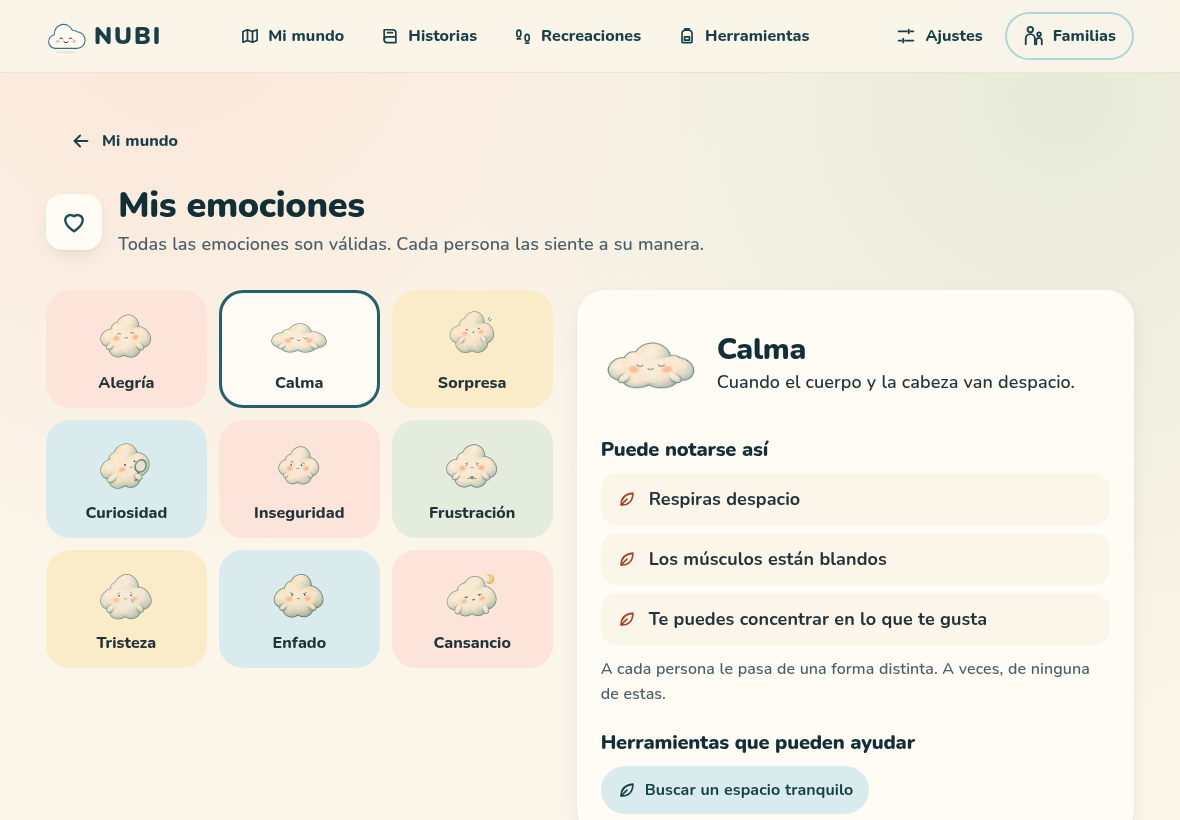 NUBI
Mi mundo
Historias
Recreaciones
Herramientas
Ajustes
Familias
Mi mundo
Mis emociones
Todas las emociones son válidas. Cada persona las siente a su manera.
Alegría
Calma
Sorpresa
Curiosidad
Inseguridad
Frustración
Tristeza
Enfado
Cansancio
Calma
Cuando el cuerpo y la cabeza van despacio.
Puede notarse así
Respiras despacio
Los músculos están blandos
Te puedes concentrar en lo que te gusta
A cada persona le pasa de una forma distinta. A veces, de ninguna
de estas.
Herramientas que pueden ayudar
Buscar un espacio tranquilo